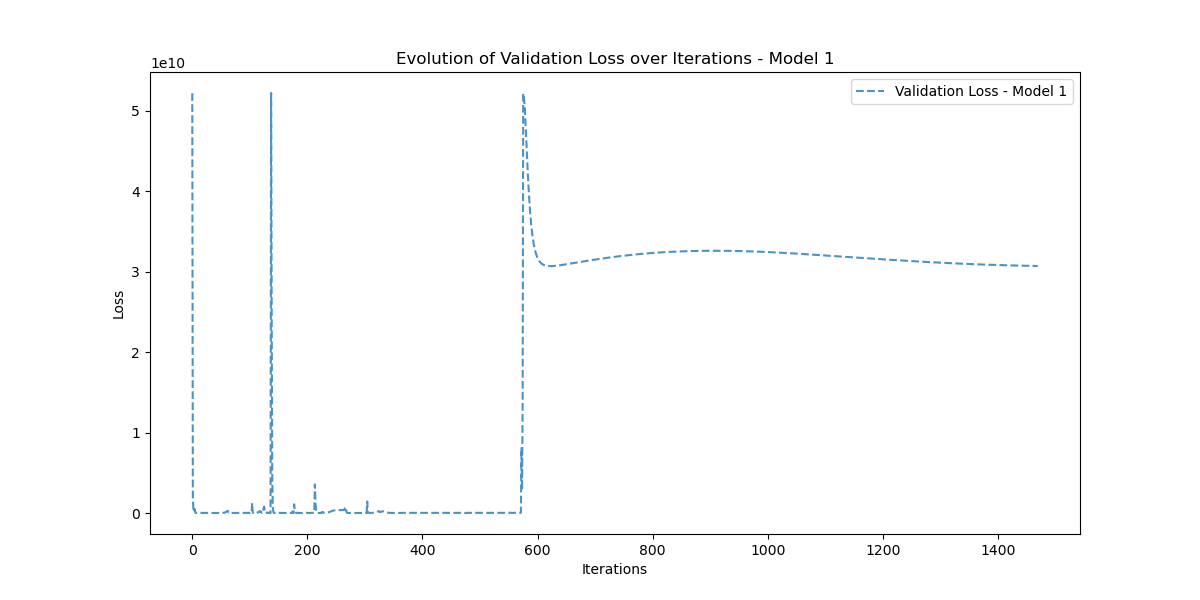 Evolution of Validation Loss over Iterations - Model 1
1e10
Validation Loss - Model 1
5
4
3
2
1
0
Loss
0 200 400 600 800 1000 1200 1400
Iterations